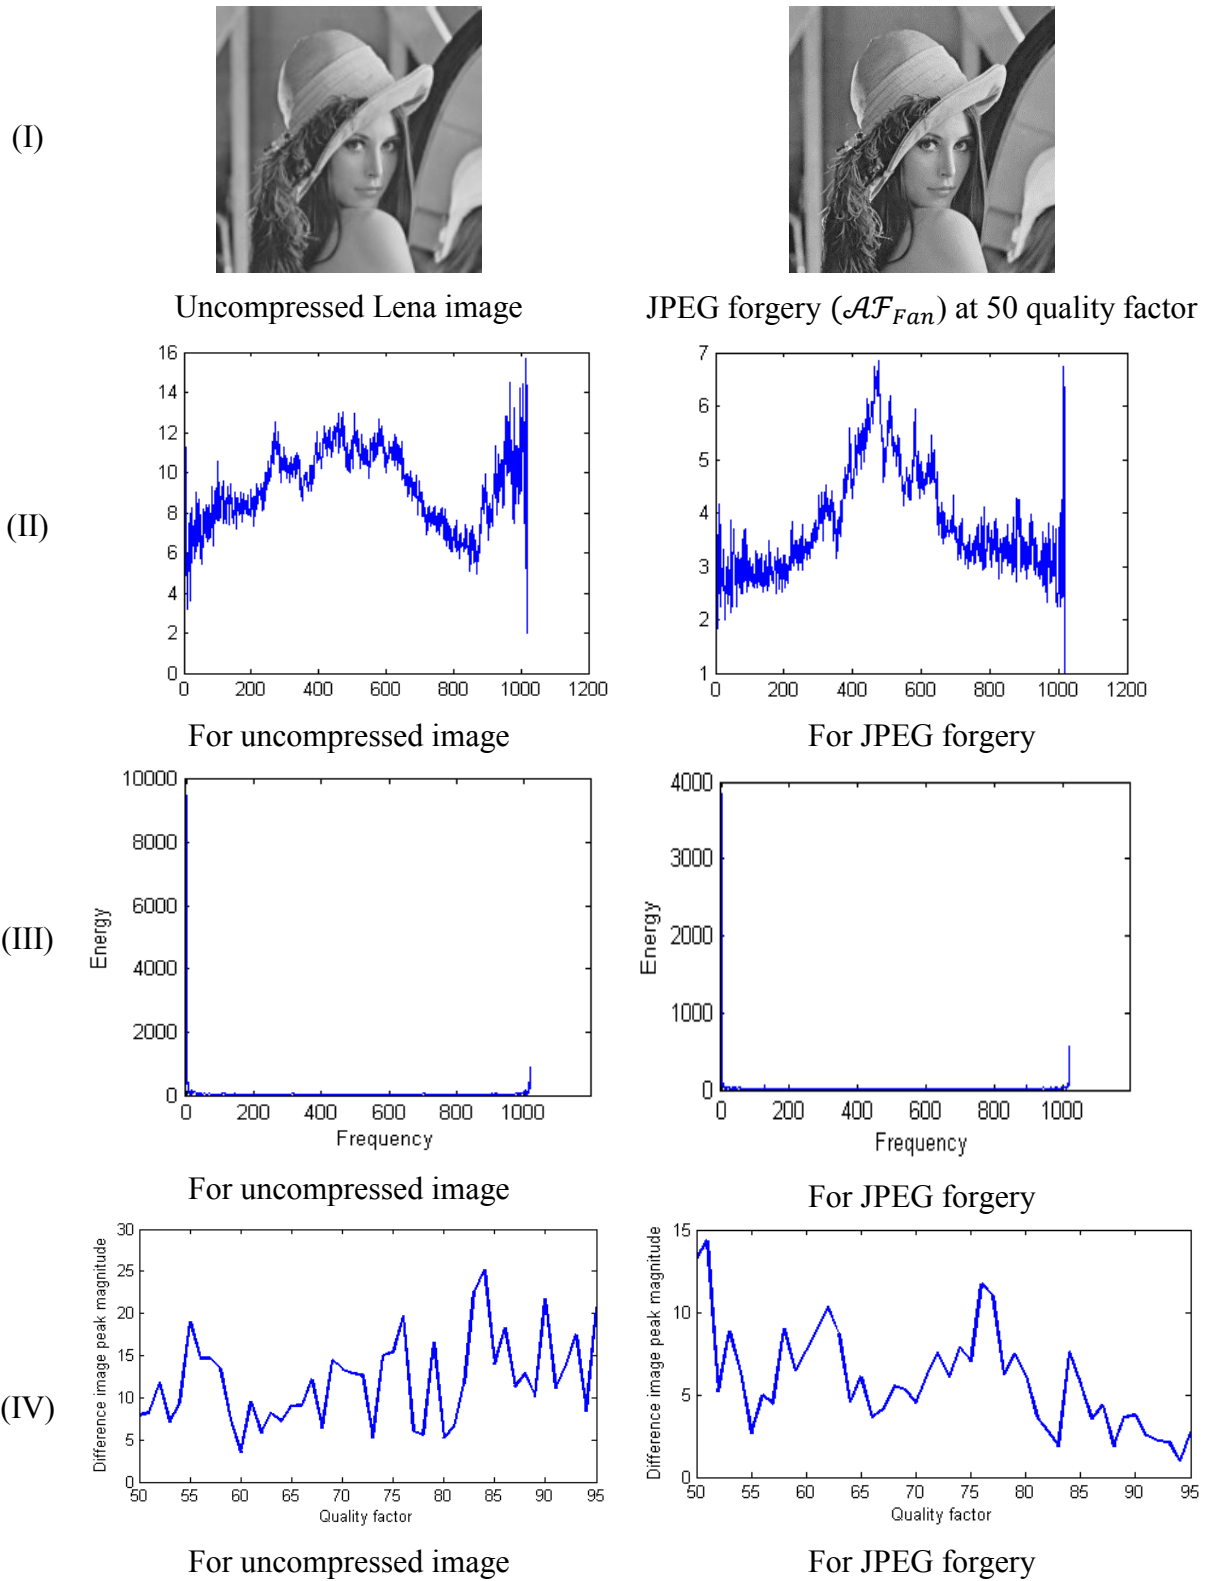 (I)
Uncompressed Lena image
JPEG forgery (𝒜ℱ_Fan) at 50 quality factor
(II)
16
14
12
10
8
6
4
2
0
0 200 400 600 800 1000 1200
For uncompressed image
7
6
5
4
3
2
1
0 200 400 600 800 1000 1200
For JPEG forgery
(III)
Energy
10000
8000
6000
4000
2000
0
0 200 400 600 800 1000
Frequency
For uncompressed image
Energy
4000
3000
2000
1000
0
0 200 400 600 800 1000
Frequency
For JPEG forgery
(IV)
Difference image peak magnitude
30
25
20
15
10
5
0
50 55 60 65 70 75 80 85 90 95
Quality factor
For uncompressed image
Difference image peak magnitude
15
10
5
0
50 55 60 65 70 75 80 85 90 95
Quality factor
For JPEG forgery